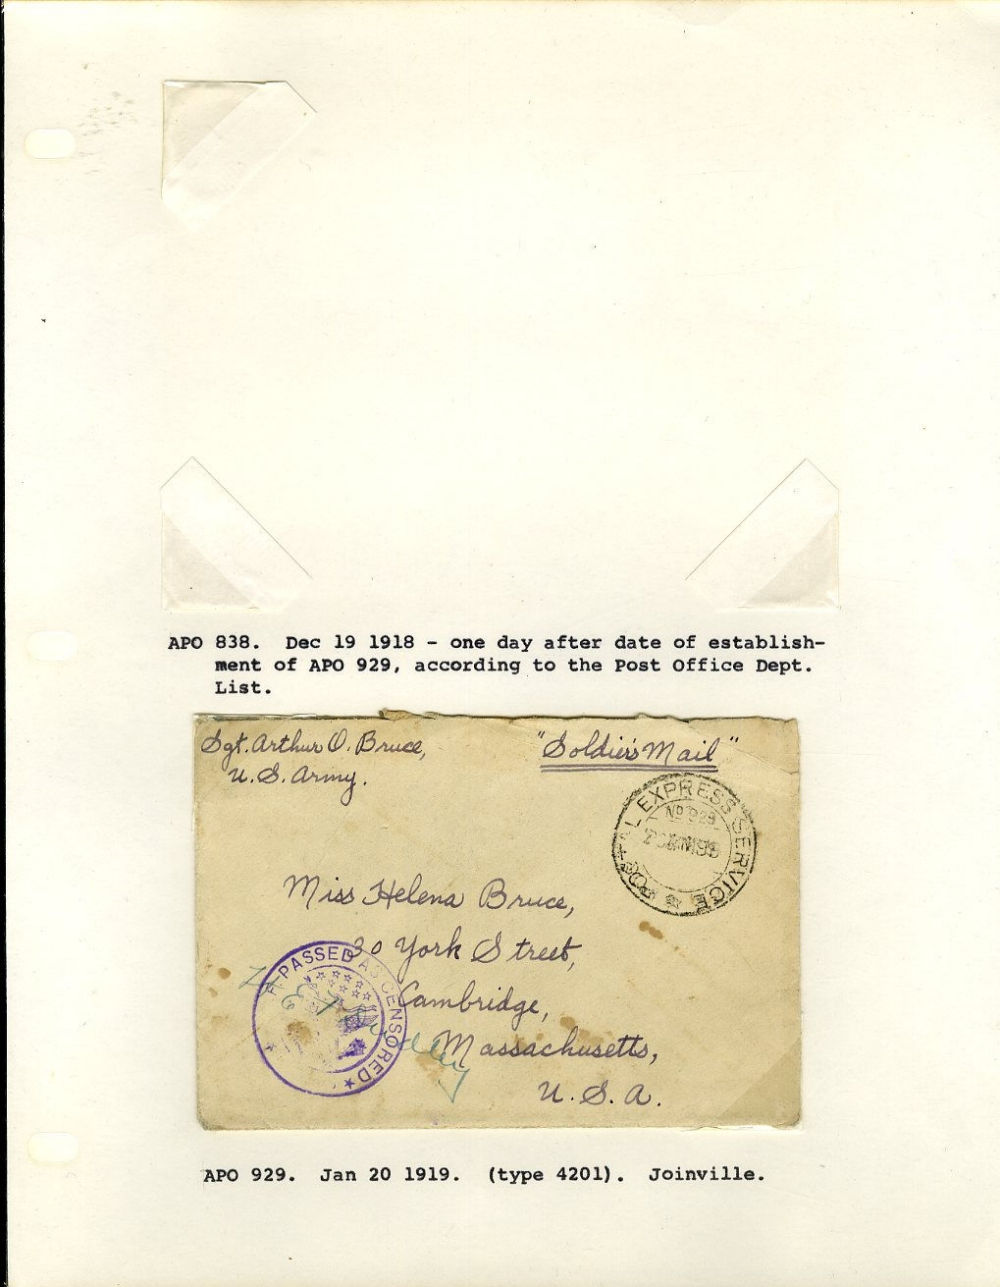 APO 838. Dec 19 1918 - one day after date of establish-
ment of APO 929, according to the Post Office Dept.
List.
Sgt. Arthur O. Bruce,
U.S. Army.
"Soldier's Mail"
POSTAL EXPRESS SERVICE
No 929
Miss Helena Bruce,
30 York Street,
Cambridge,
Massachusetts,
U.S.A.
PASSED AS CENSORED
APO 929. Jan 20 1919. (type 4201). Joinville.